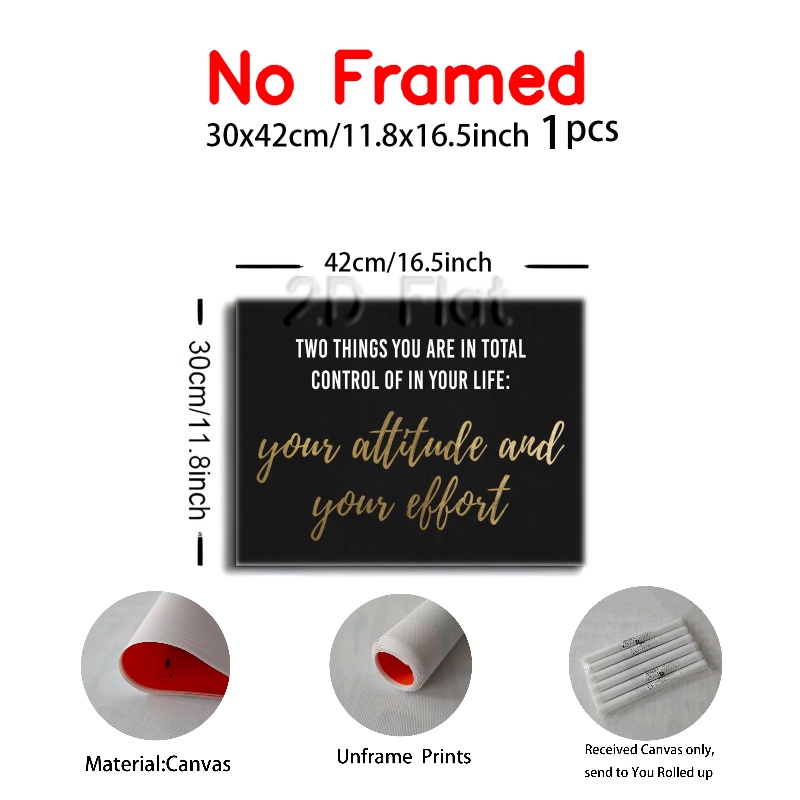 No Framed
30x42cm/11.8x16.5inch 1pcs
42cm/16.5inch
2D Flat
30cm/11.8inch
TWO THINGS YOU ARE IN TOTAL
CONTROL OF IN YOUR LIFE:
your attitude and
your effort
Material:Canvas
Unframe Prints
Received Canvas only,
send to You Rolled up